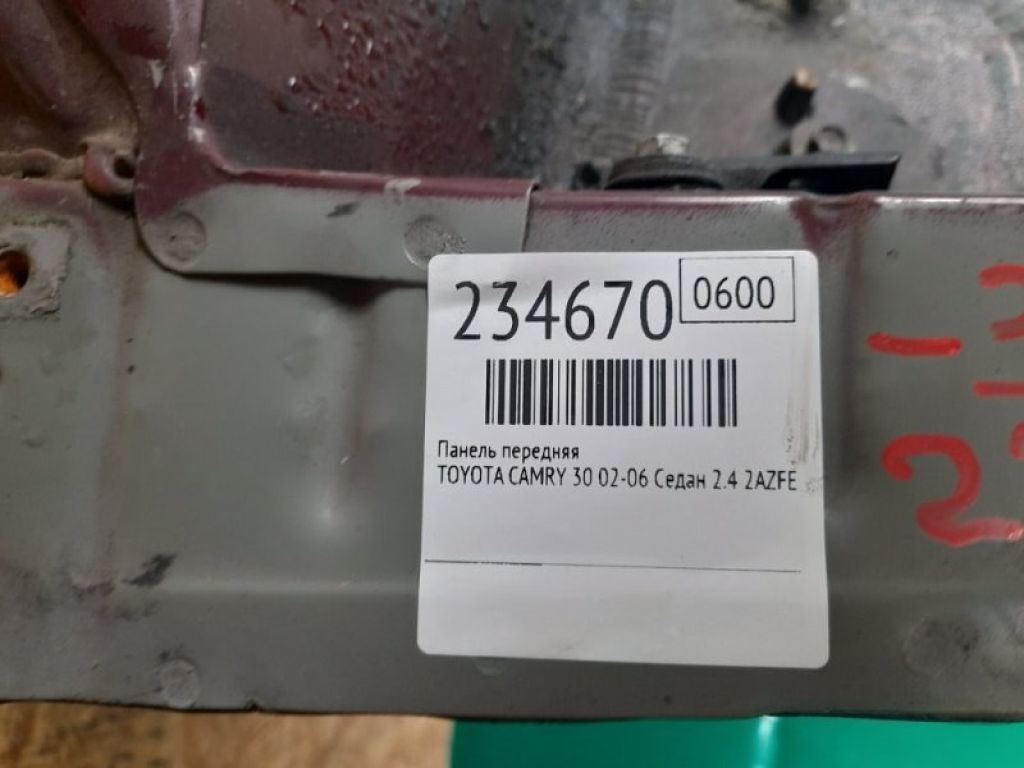 234670 0600
Панель передняя
TOYOTA CAMRY 30 02-06 Седан 2.4 2AZFE